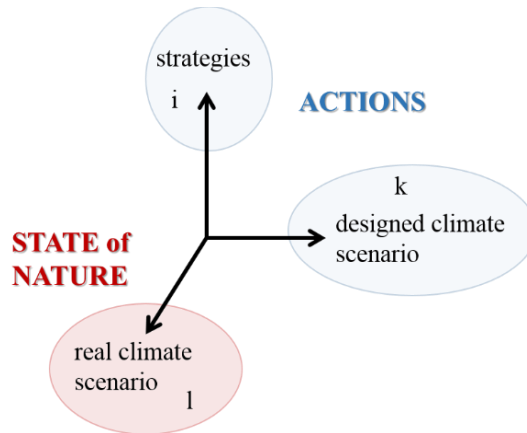 strategies
i
ACTIONS
k
designed climate
scenario
STATE of
NATURE
real climate
scenario
l